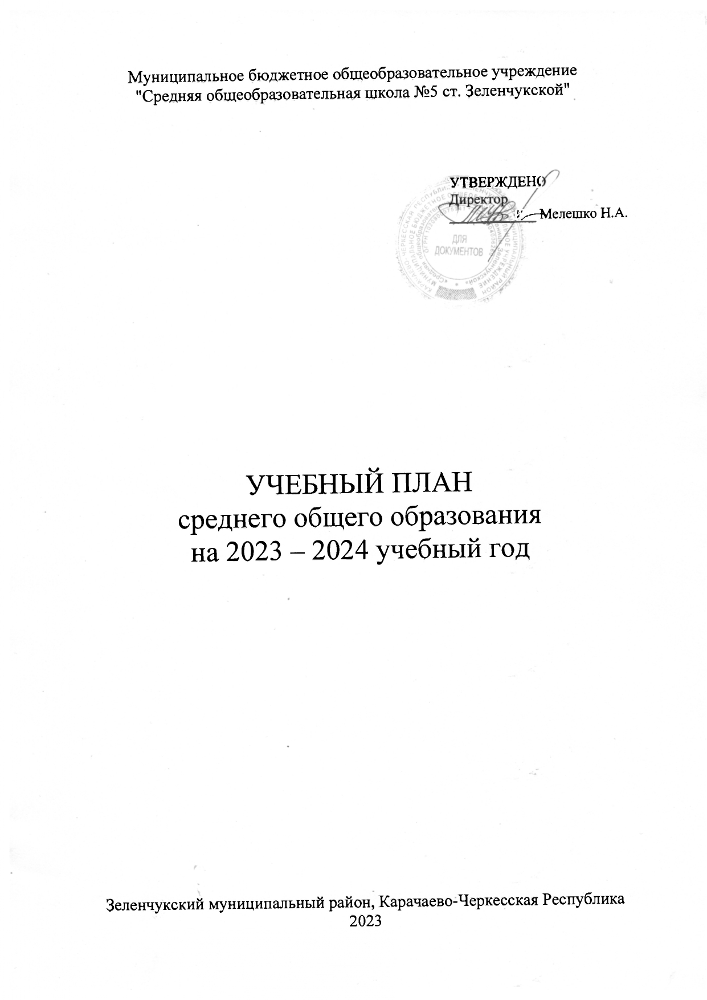 Муниципальное бюджетное общеобразовательное учреждение
"Средняя общеобразовательная школа №5 ст. Зеленчукской"
УТВЕРЖДЕНО
Директор
Мелешко Н.А.
ДЛЯ
ДОКУМЕНТОВ
УЧЕБНЫЙ ПЛАН
среднего общего образования
на 2023 – 2024 учебный год
Зеленчукский муниципальный район, Карачаево-Черкесская Республика
2023